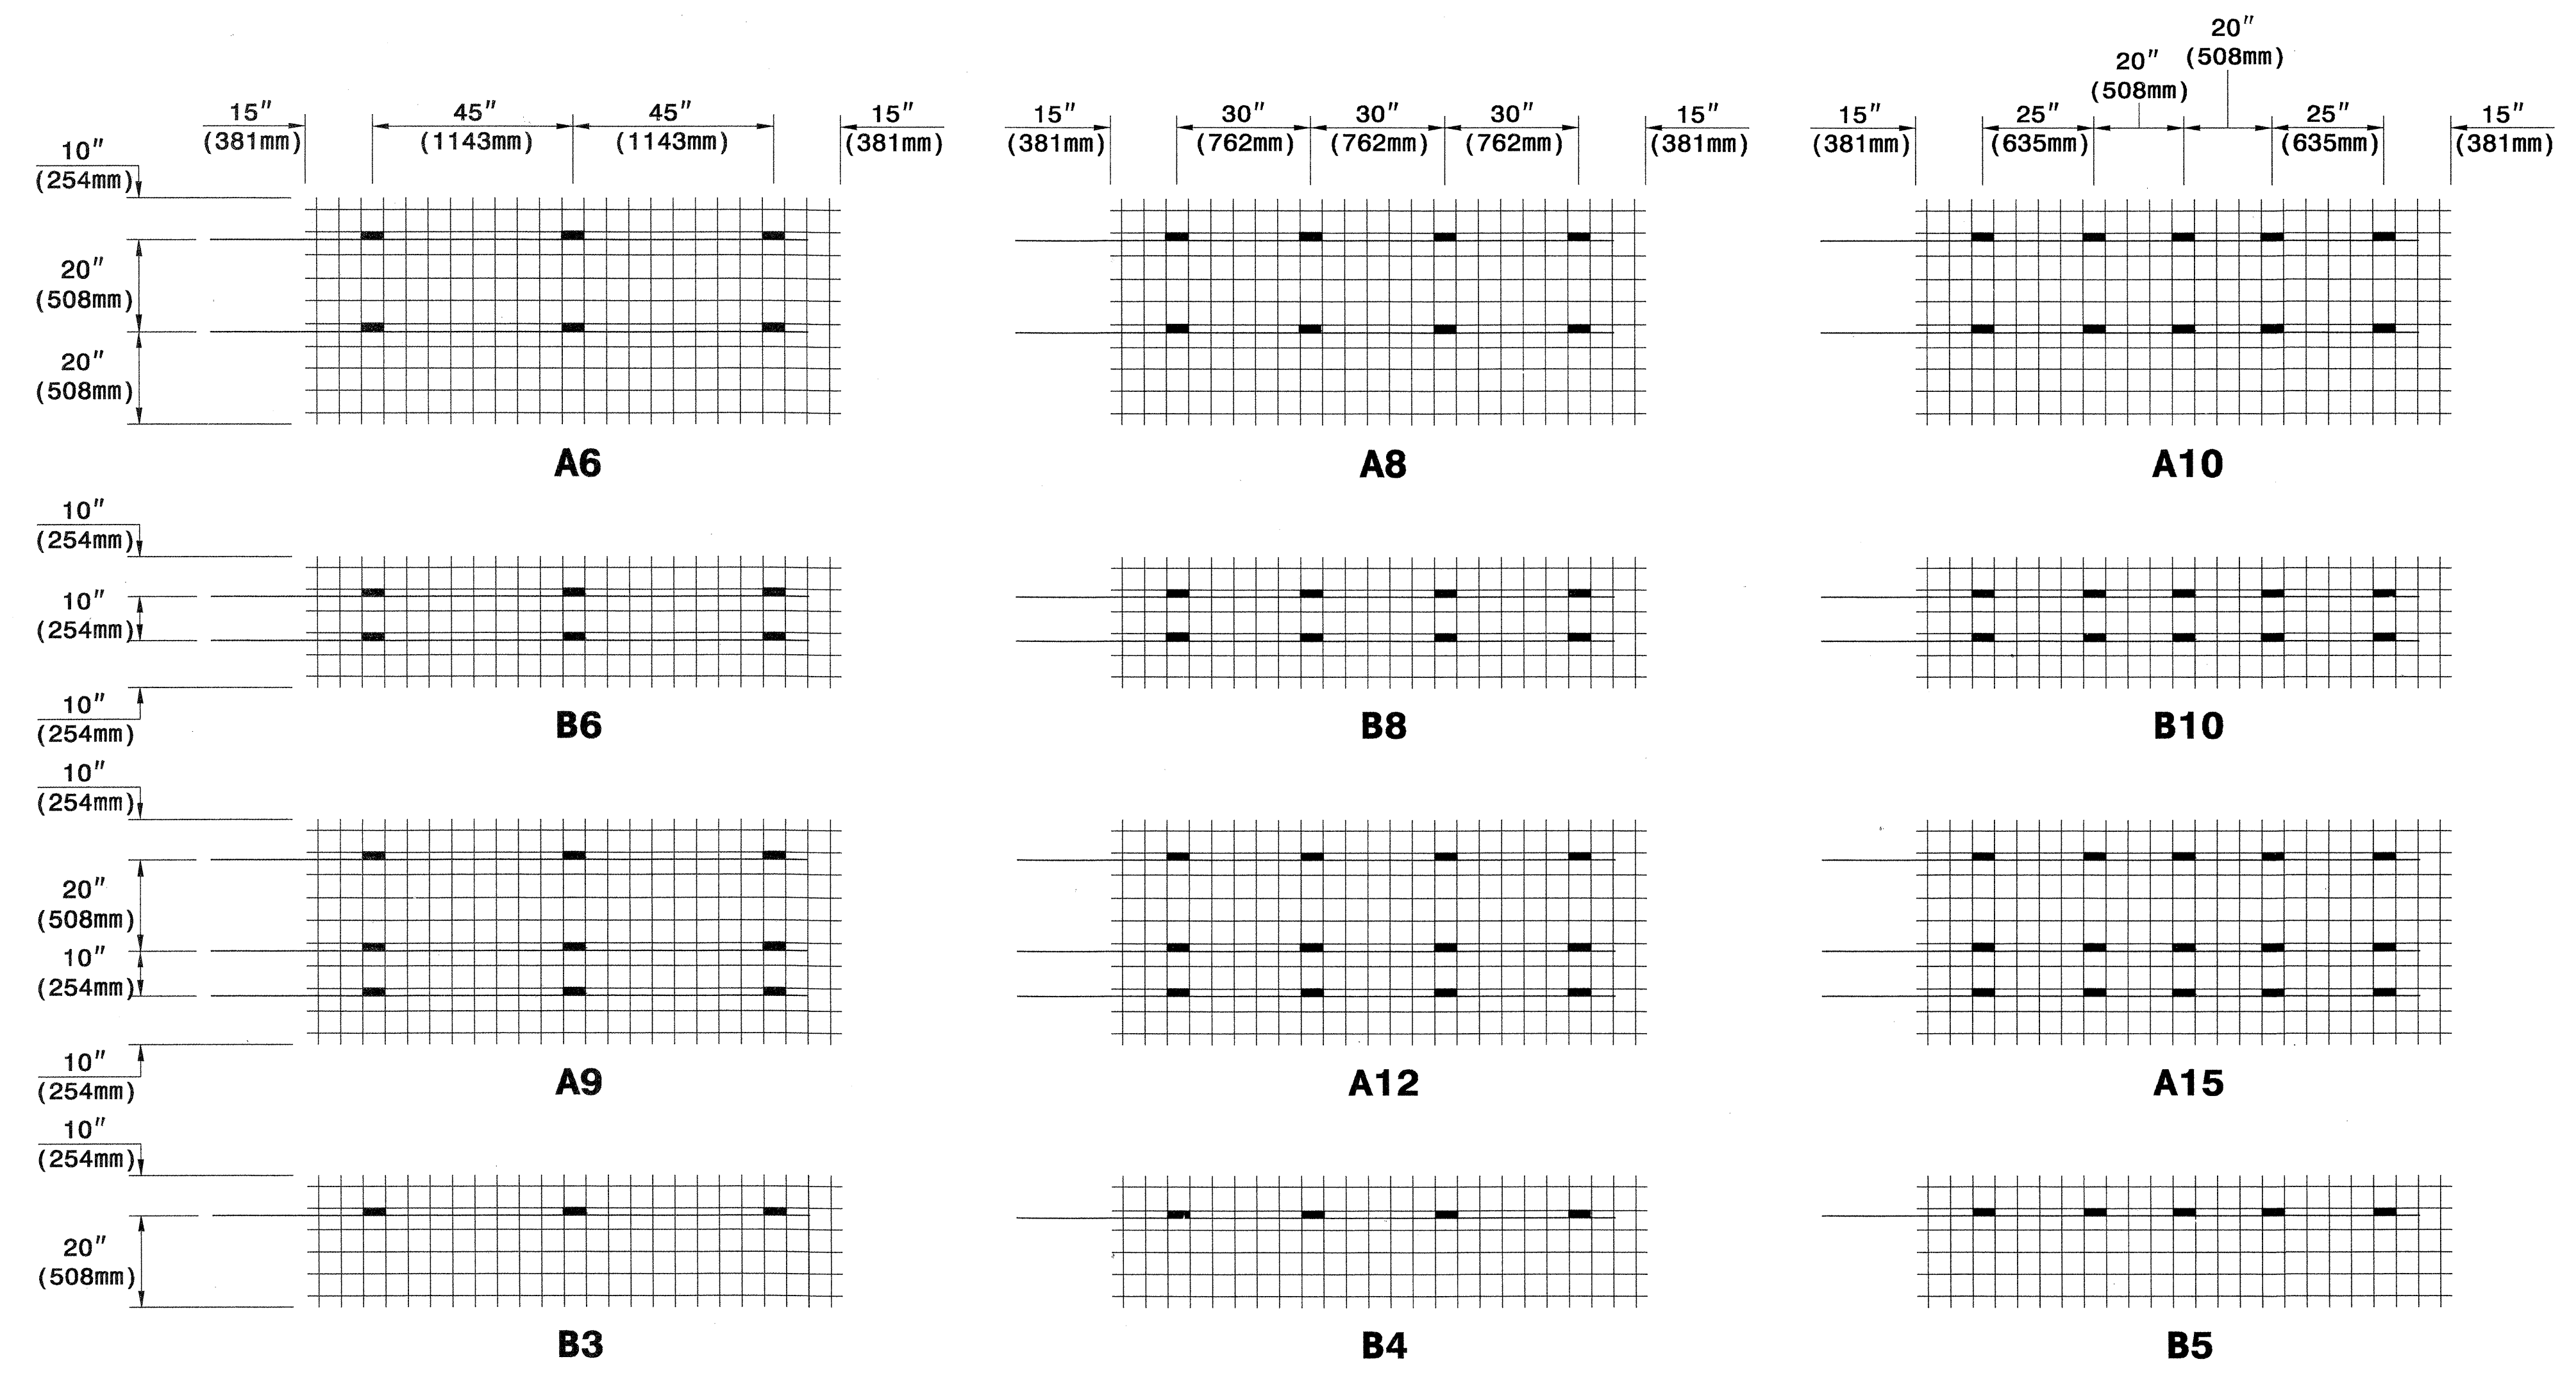 20″
20″ (508mm)
15″ 45″ 45″ 15″ 15″ 30″ 30″ 30″ 15″ 15″ 25″ (508mm) 25″ 15″
(381mm) (1143mm) (1143mm) (381mm) (381mm) (762mm) (762mm) (762mm) (381mm) (381mm) (635mm) (635mm) (381mm)
10″
(254mm)
20″
(508mm)
20″
(508mm)
A6 A8 A10
10″
(254mm)
10″
(254mm)
10″
(254mm)
B6 B8 B10
10″
(254mm)
20″
(508mm)
10″
(254mm)
10″
(254mm)
A9 A12 A15
10″
(254mm)
20″
(508mm)
B3 B4 B5